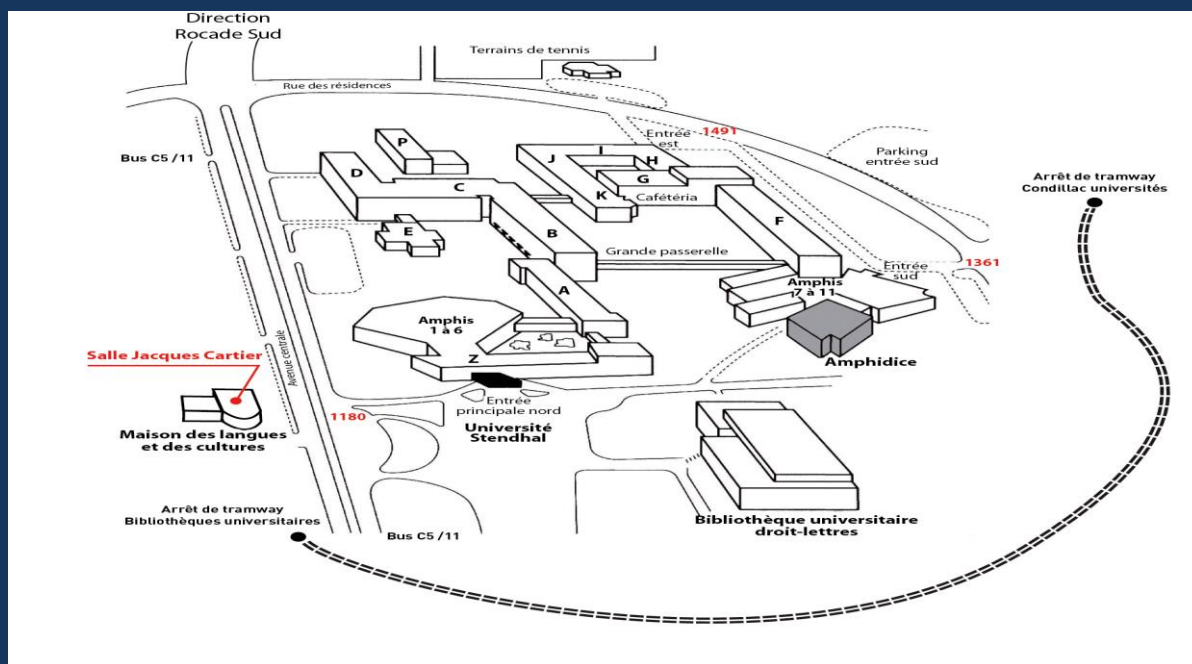 Direction
Rocade Sud
Terrains de tennis
Rue des résidences
Bus C5 /11
P
D
C
E
B
A
J
I
H
G
K
Cafétéria
F
Entrée
est
1491
Parking
entrée sud
Arrêt de tramway
Condillac universités
Grande passerelle
1361
Entrée
sud
Amphis
7 à 11
Amphidice
Amphis
1 à 6
Z
Avenue centrale
Salle Jacques Cartier
Maison des langues
et des cultures
1180
Entrée
principale nord
Université
Stendhal
Arrêt de tramway
Bibliothèques universitaires
Bus C5 /11
Bibliothèque universitaire
droit-lettres